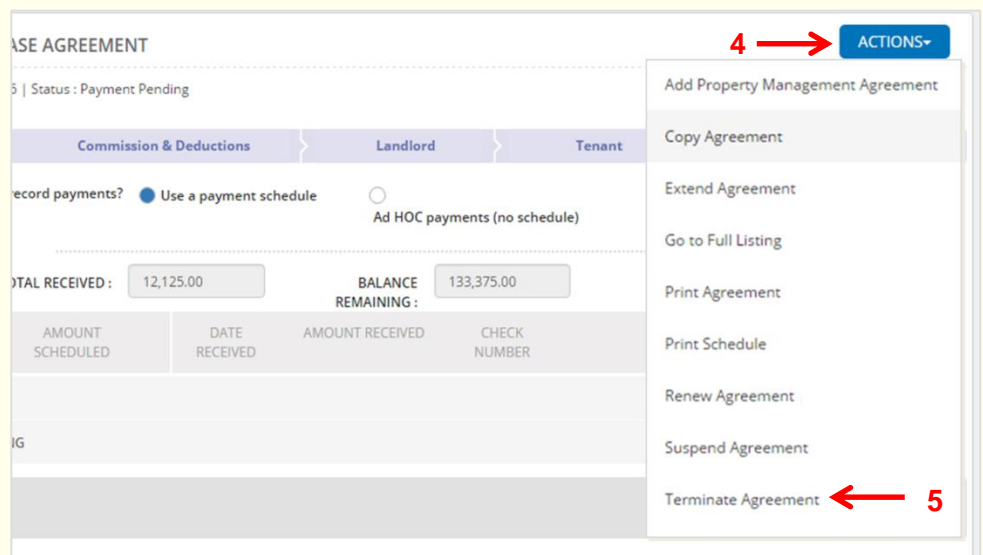 ASE AGREEMENT
4
ACTIONS
5 | Status : Payment Pending
Add Property Management Agreement
Commission & Deductions
Landlord
Tenant
Copy Agreement
record payments?
Use a payment schedule
Ad HOC payments (no schedule)
Extend Agreement
Go to Full Listing
OTAL RECEIVED :
12,125.00
BALANCE
REMAINING :
133,375.00
Print Agreement
AMOUNT
SCHEDULED
DATE
RECEIVED
AMOUNT RECEIVED
CHECK
NUMBER
Print Schedule
Renew Agreement
NG
Suspend Agreement
Terminate Agreement
5